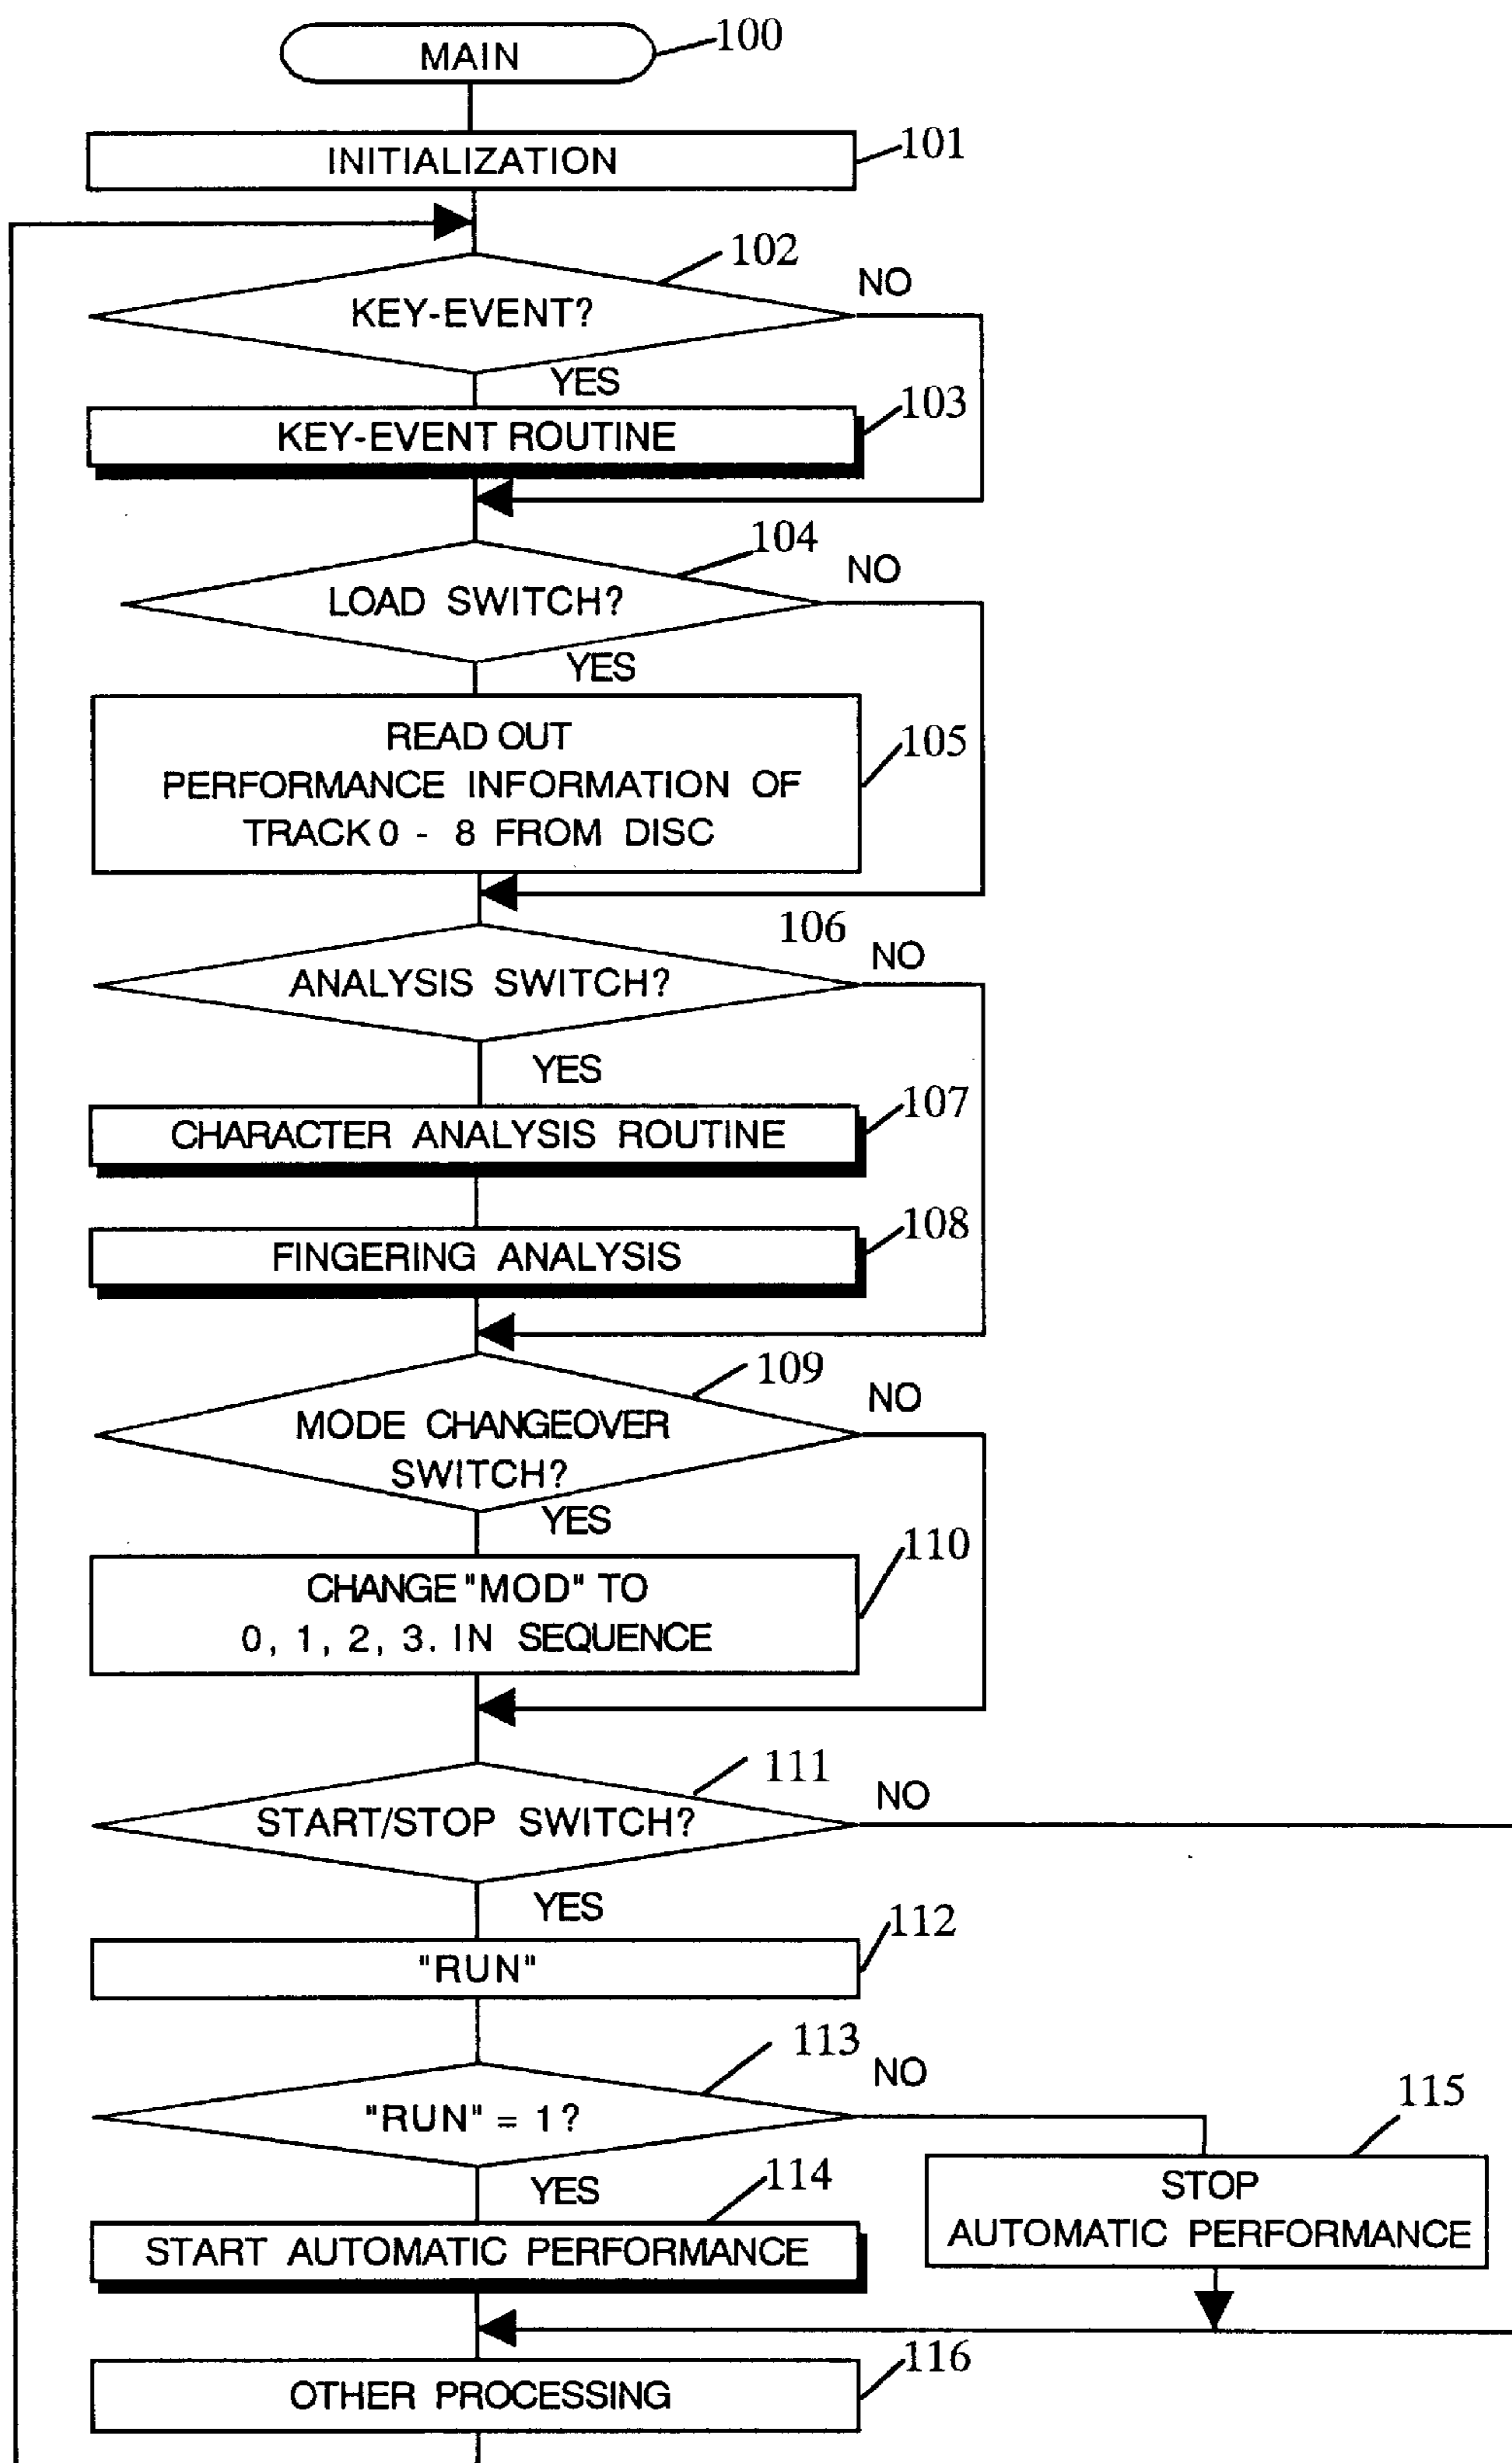 MAIN
100
INITIALIZATION
101
102
KEY-EVENT?
NO
YES
KEY-EVENT ROUTINE
103
104
LOAD SWITCH?
NO
YES
READ OUT
PERFORMANCE INFORMATION OF
TRACK 0 - 8 FROM DISC
105
106
ANALYSIS SWITCH?
NO
YES
CHARACTER ANALYSIS ROUTINE
107
FINGERING ANALYSIS
108
109
MODE CHANGEOVER
SWITCH?
NO
YES
CHANGE "MOD" TO
0, 1, 2, 3. IN SEQUENCE
110
111
START/STOP SWITCH?
NO
YES
"RUN"
112
113
"RUN" = 1?
NO
YES
114
START AUTOMATIC PERFORMANCE
115
STOP
AUTOMATIC PERFORMANCE
116
OTHER PROCESSING